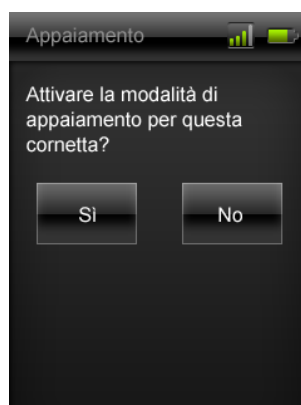 Appaiamento
Attivare la modalità di
appaiamento per questa
cornetta?
Sì
No